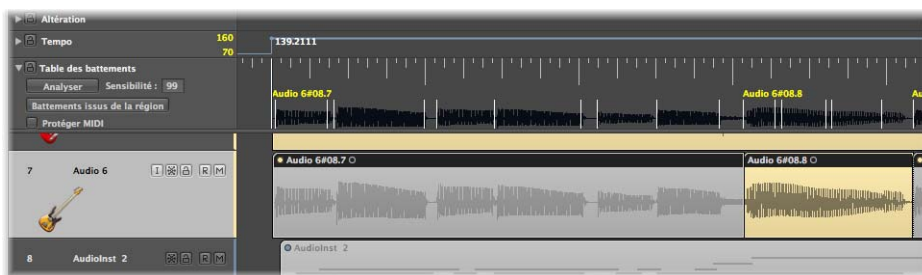 Altération
Tempo
160
70
139.2111
Table des battements
Analyser
Sensibilité : 99
Battements issus de la région
Protéger MIDI
Audio 6#08.7
Audio 6#08.8
Au
7 Audio 6 I R M
Audio 6#08.7
Audio 6#08.8
8 AudioInst 2 R M
AudioInst 2